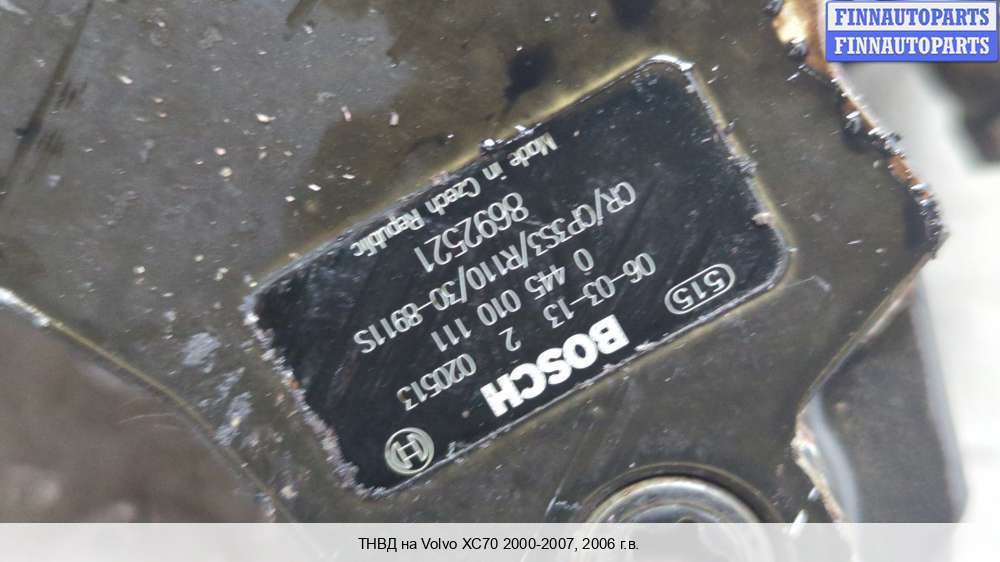 FINNAUTOPARTS
FINNAUTOPARTS
BOSCH
515
06-03-13 2 020513
0 445 010 111
CR/CP3S3/R110/30-8911S
8692521
Made in Czech Republic
ТНВД на Volvo XC70 2000-2007, 2006 г.в.